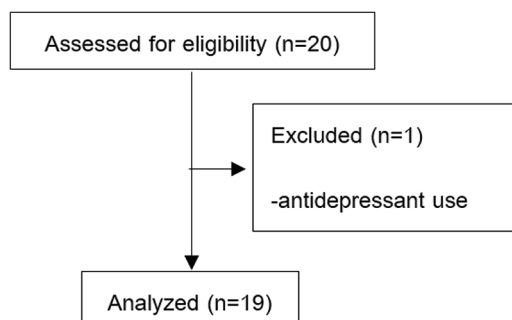 Assessed for eligibility (n=20)
Excluded (n=1)
-antidepressant use
Analyzed (n=19)